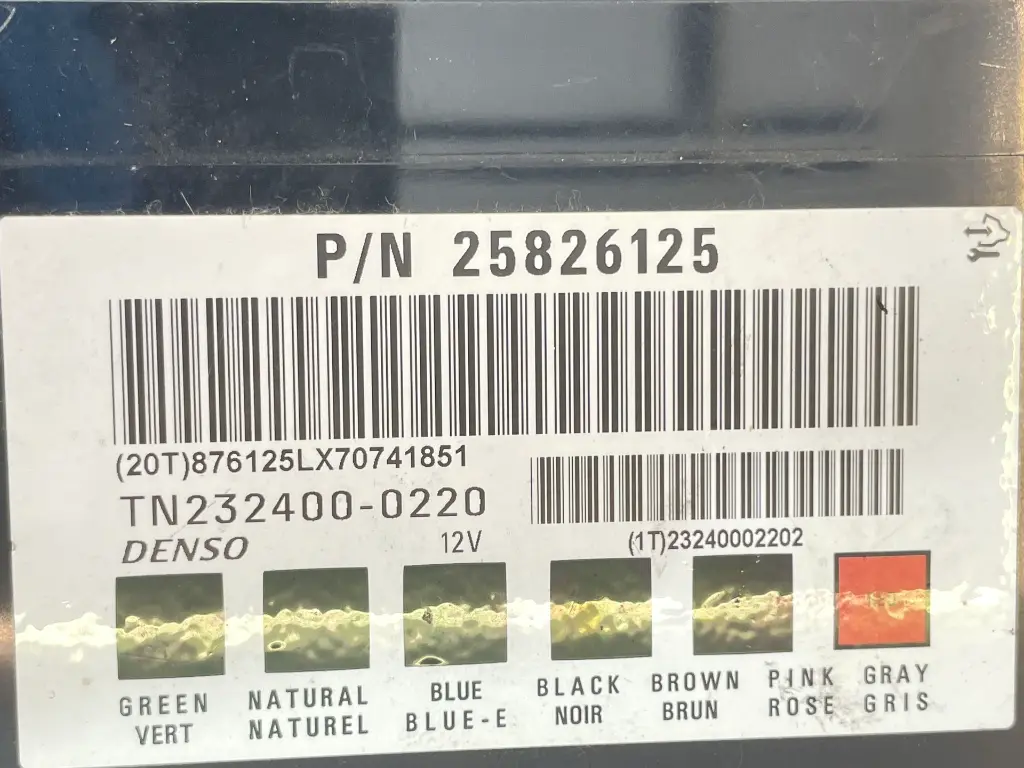 P/N 25826125
(20T)876125LX70741851
TN232400-0220
DENSO 12V
(1T)23240002202
GREEN NATURAL BLUE BLACK BROWN PINK GRAY
VERT NATUREL BLUE-E NOIR BRUN ROSE GRIS